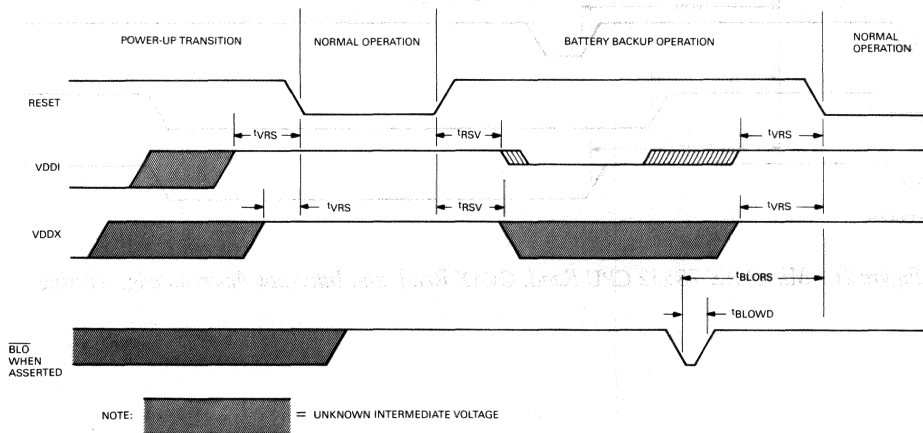 POWER-UP TRANSITION
NORMAL OPERATION
BATTERY BACKUP OPERATION
NORMAL
OPERATION
RESET
tVRS
tRSV
tVRS
VDDI
tVRS
tRSV
tVRS
VDDX
tBLORS
tBLOWD
BLO
WHEN
ASSERTED
NOTE:
= UNKNOWN INTERMEDIATE VOLTAGE